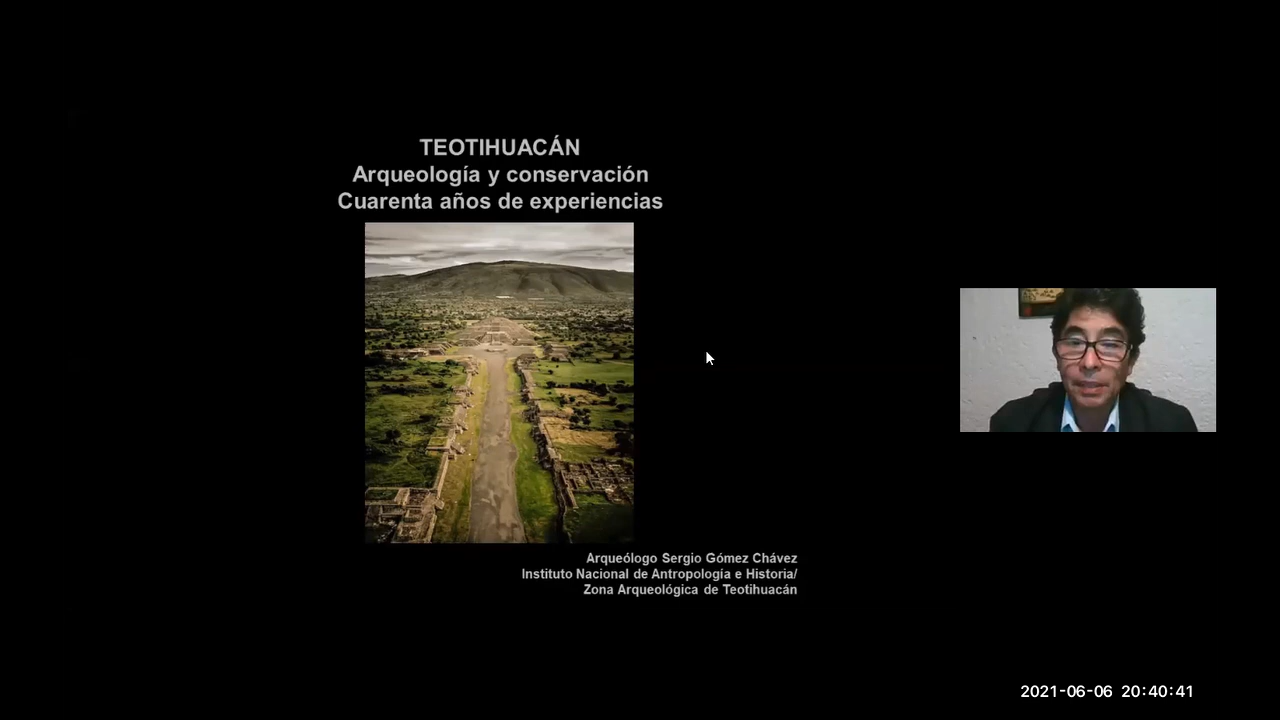 TEOTIHUACÁN
Arqueología y conservación
Cuarenta años de experiencias
Arqueólogo Sergio Gómez Chávez
Instituto Nacional de Antropología e Historia/
Zona Arqueológica de Teotihuacán
2021-06-06 20:40:41